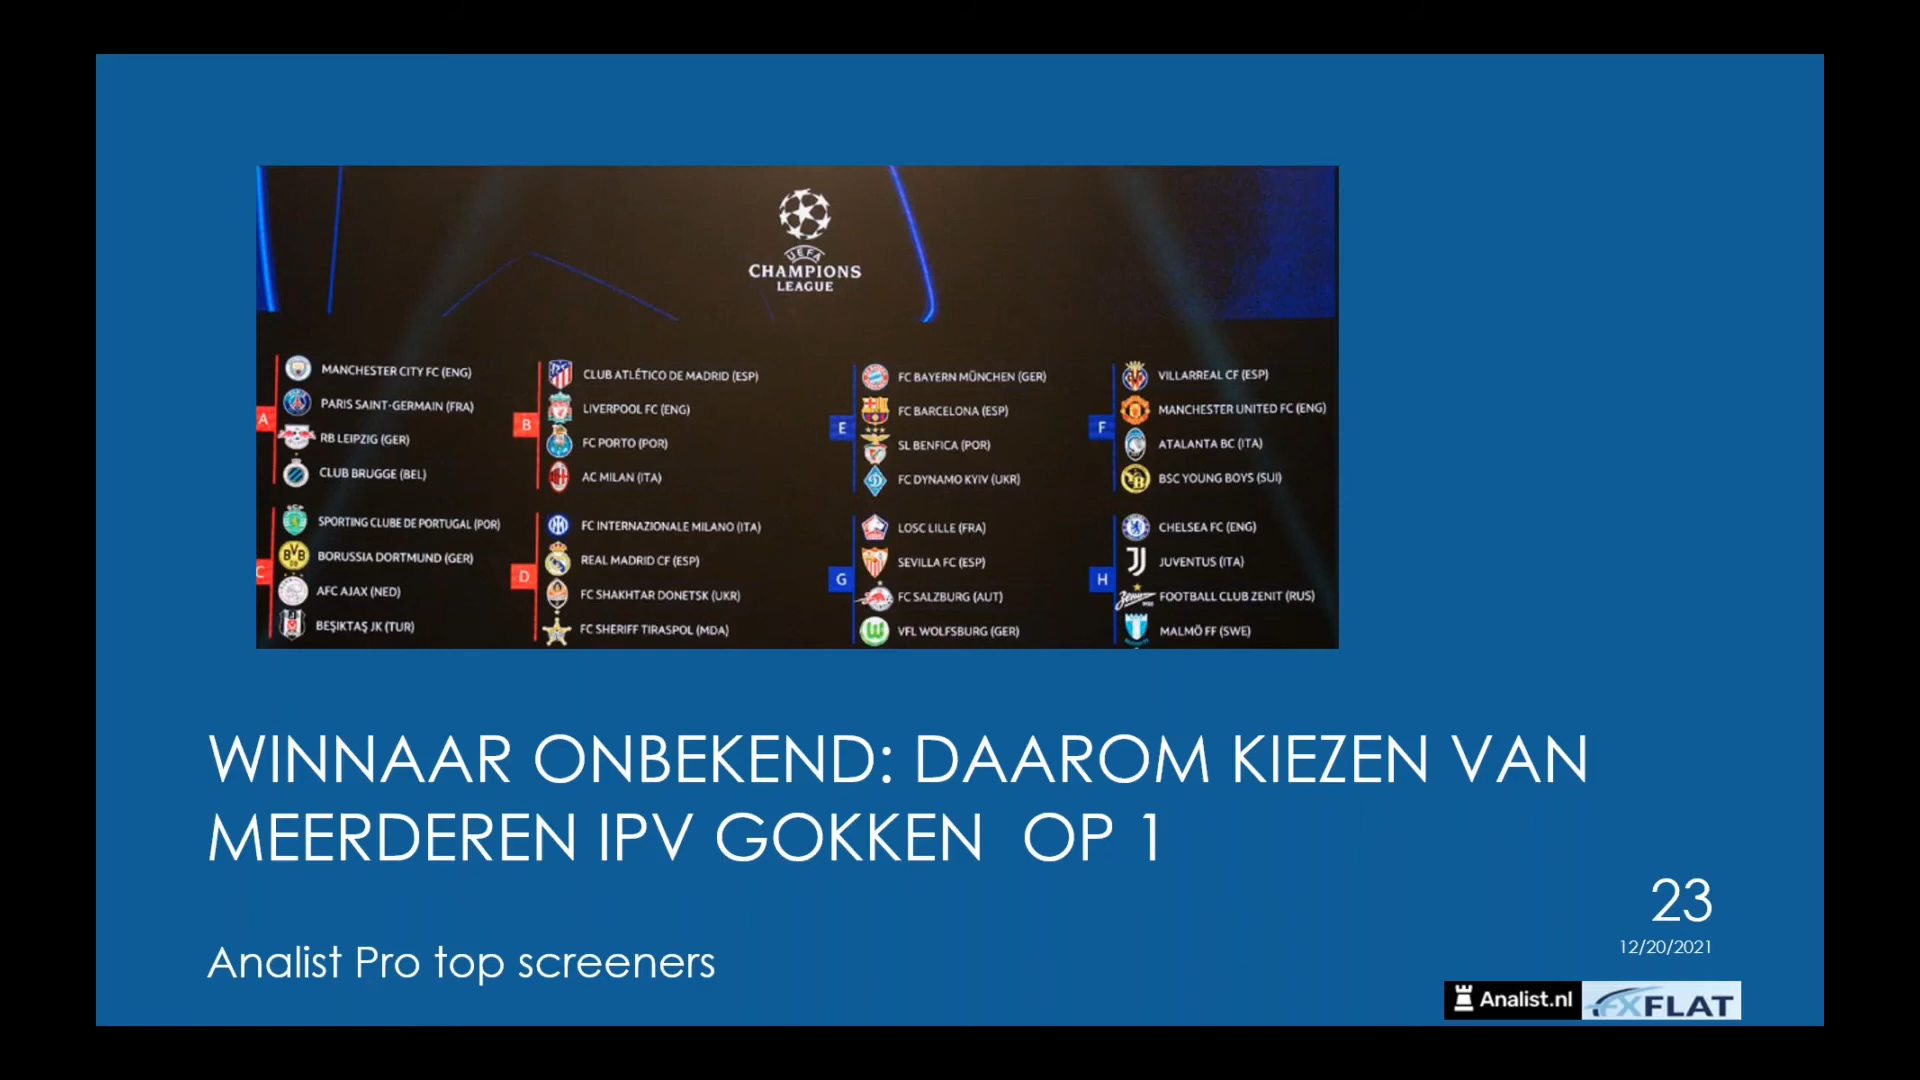 UEFA
CHAMPIONS
LEAGUE
A
MANCHESTER CITY FC (ENG)
PARIS SAINT-GERMAIN (FRA)
RB LEIPZIG (GER)
CLUB BRUGGE (BEL)
B
CLUB ATLÉTICO DE MADRID (ESP)
LIVERPOOL FC (ENG)
FC PORTO (POR)
AC MILAN (ITA)
E
FC BAYERN MÜNCHEN (GER)
FC BARCELONA (ESP)
SL BENFICA (POR)
FC DYNAMO KYIV (UKR)
F
VILLARREAL CF (ESP)
MANCHESTER UNITED FC (ENG)
ATALANTA BC (ITA)
BSC YOUNG BOYS (SUI)
C
SPORTING CLUBE DE PORTUGAL (POR)
BORUSSIA DORTMUND (GER)
AFC AJAX (NED)
BEŞIKTAŞ JK (TUR)
D
FC INTERNAZIONALE MILANO (ITA)
REAL MADRID CF (ESP)
FC SHAKHTAR DONETSK (UKR)
FC SHERIFF TIRASPOL (MDA)
G
LOSC LILLE (FRA)
SEVILLA FC (ESP)
FC SALZBURG (AUT)
VFL WOLFSBURG (GER)
H
CHELSEA FC (ENG)
JUVENTUS (ITA)
FOOTBALL CLUB ZENIT (RUS)
MALMÖ FF (SWE)
WINNAAR ONBEKEND: DAAROM KIEZEN VAN
MEERDEREN IPV GOKKEN OP 1
23
12/20/2021
Analist Pro top screeners
Analist.nl
FXFLAT